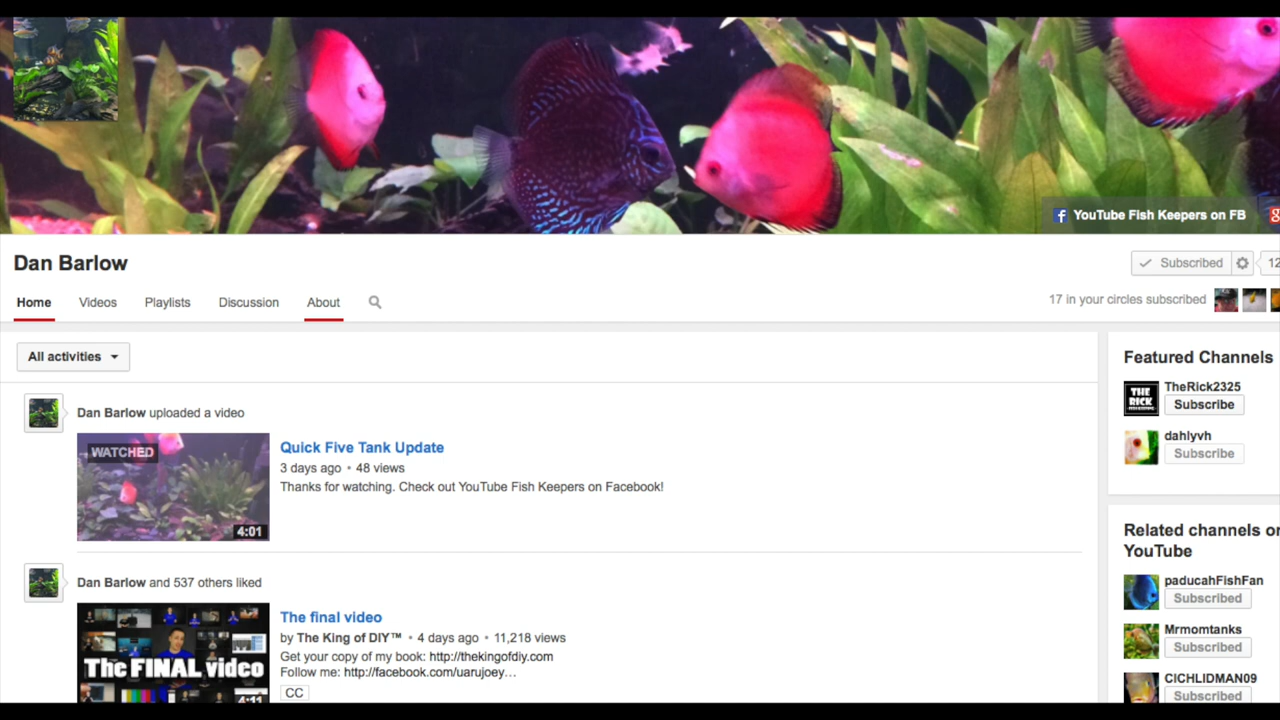 YouTube Fish Keepers on FB
Dan Barlow
Subscribed
12
Home Videos Playlists Discussion About
17 in your circles subscribed
All activities
Featured Channels
TheRick2325
Subscribe
dahlyvh
Subscribe
Dan Barlow uploaded a video
WATCHED
4:01
Quick Five Tank Update
3 days ago • 48 views
Thanks for watching. Check out YouTube Fish Keepers on Facebook!
Related channels on
YouTube
paducahFishFan
Subscribed
Mrmomtanks
Subscribed
CICHLIDMAN09
Subscribed
Dan Barlow and 537 others liked
The FINAL video
4:11
The final video
by The King of DIY™ • 4 days ago • 11,218 views
Get your copy of my book: http://thekingofdiy.com
Follow me: http://facebook.com/uarujoey…
CC
THE
RICK